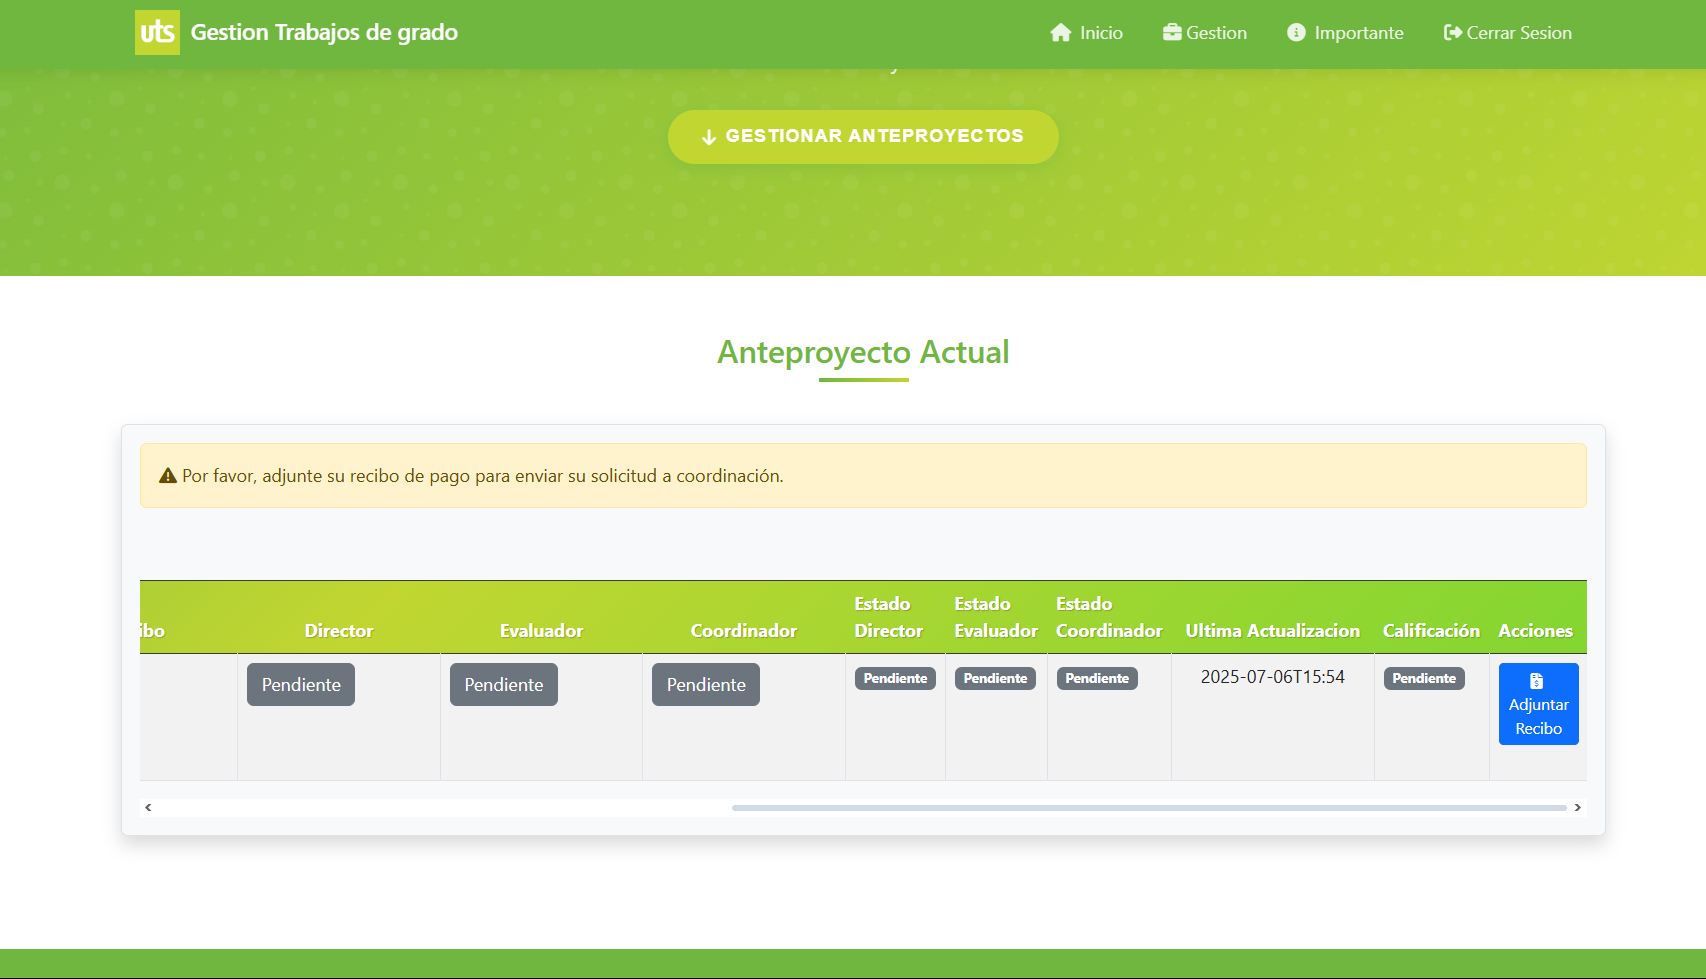 uts Gestion Trabajos de grado Inicio Gestion Importante Cerrar Sesion
GESTIONAR ANTEPROYECTOS
Anteproyecto Actual
Por favor, adjunte su recibo de pago para enviar su solicitud a coordinación.
ibo Director Evaluador Coordinador Estado Director Estado Evaluador Estado Coordinador Ultima Actualizacion Calificación Acciones
Pendiente Pendiente Pendiente Pendiente Pendiente Pendiente 2025-07-06T15:54 Pendiente Adjuntar Recibo